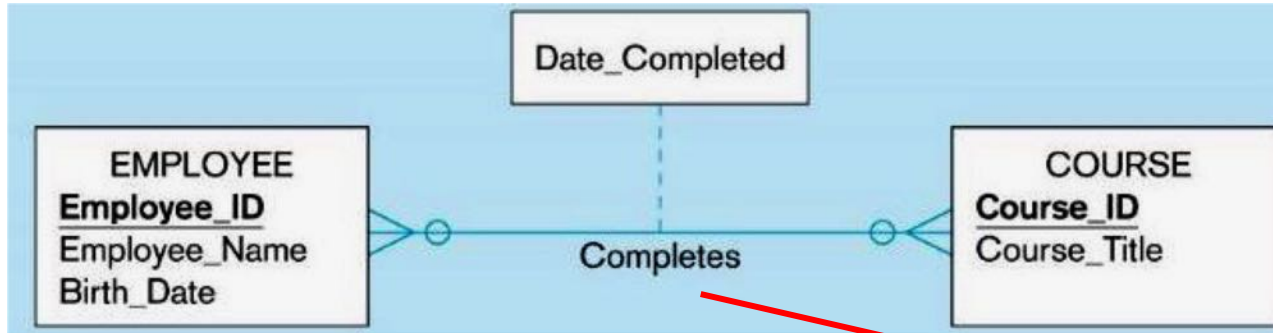 Date_Completed
EMPLOYEE
Employee_ID
Employee_Name
Birth_Date
Completes
COURSE
Course_ID
Course_Title